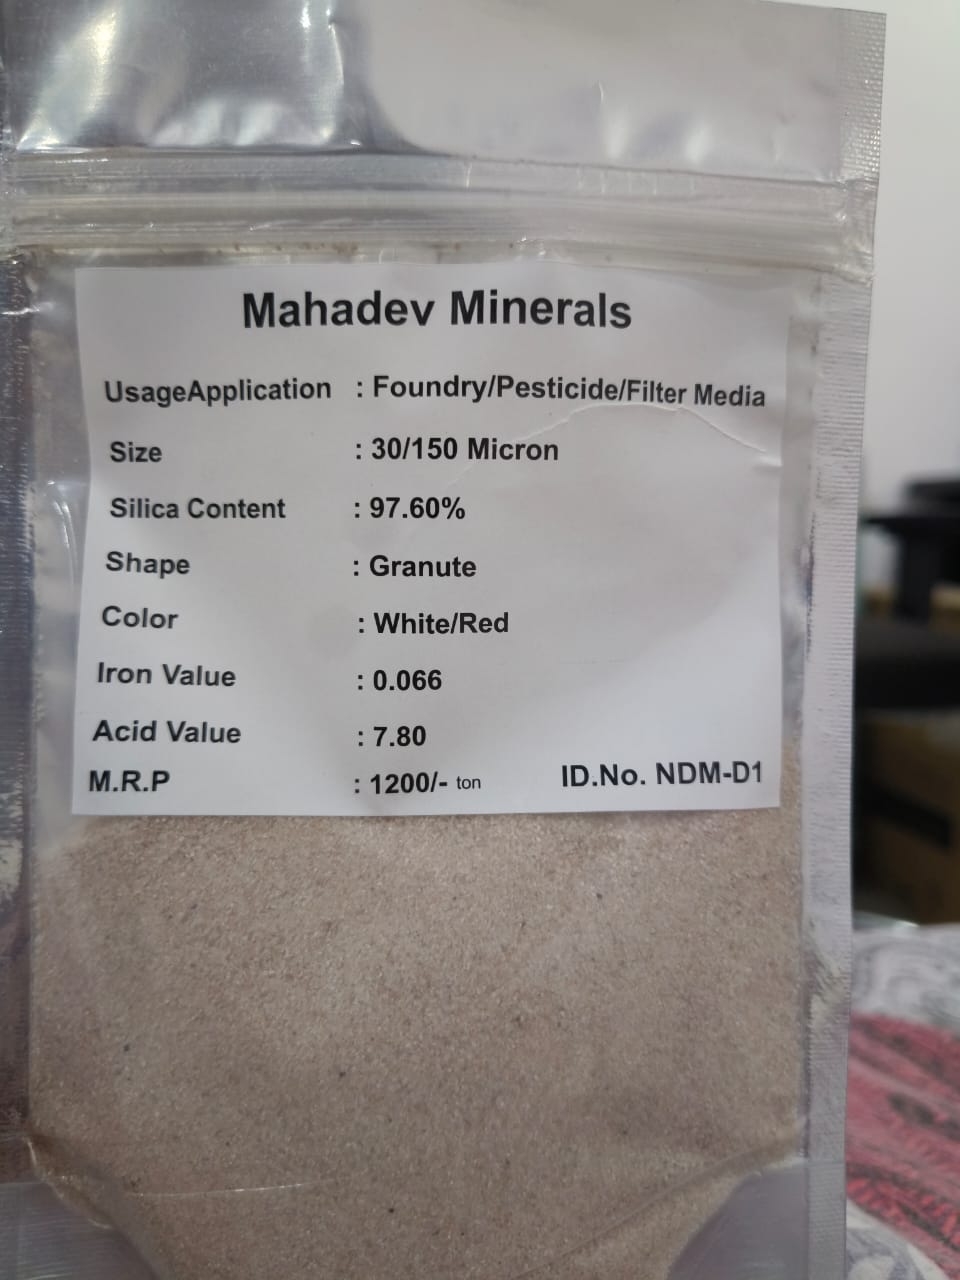 Mahadev Minerals
UsageApplication : Foundry/Pesticide/Filter Media
Size : 30/150 Micron
Silica Content : 97.60%
Shape : Granute
Color : White/Red
Iron Value : 0.066
Acid Value : 7.80
M.R.P : 1200/- ton ID.No. NDM-D1